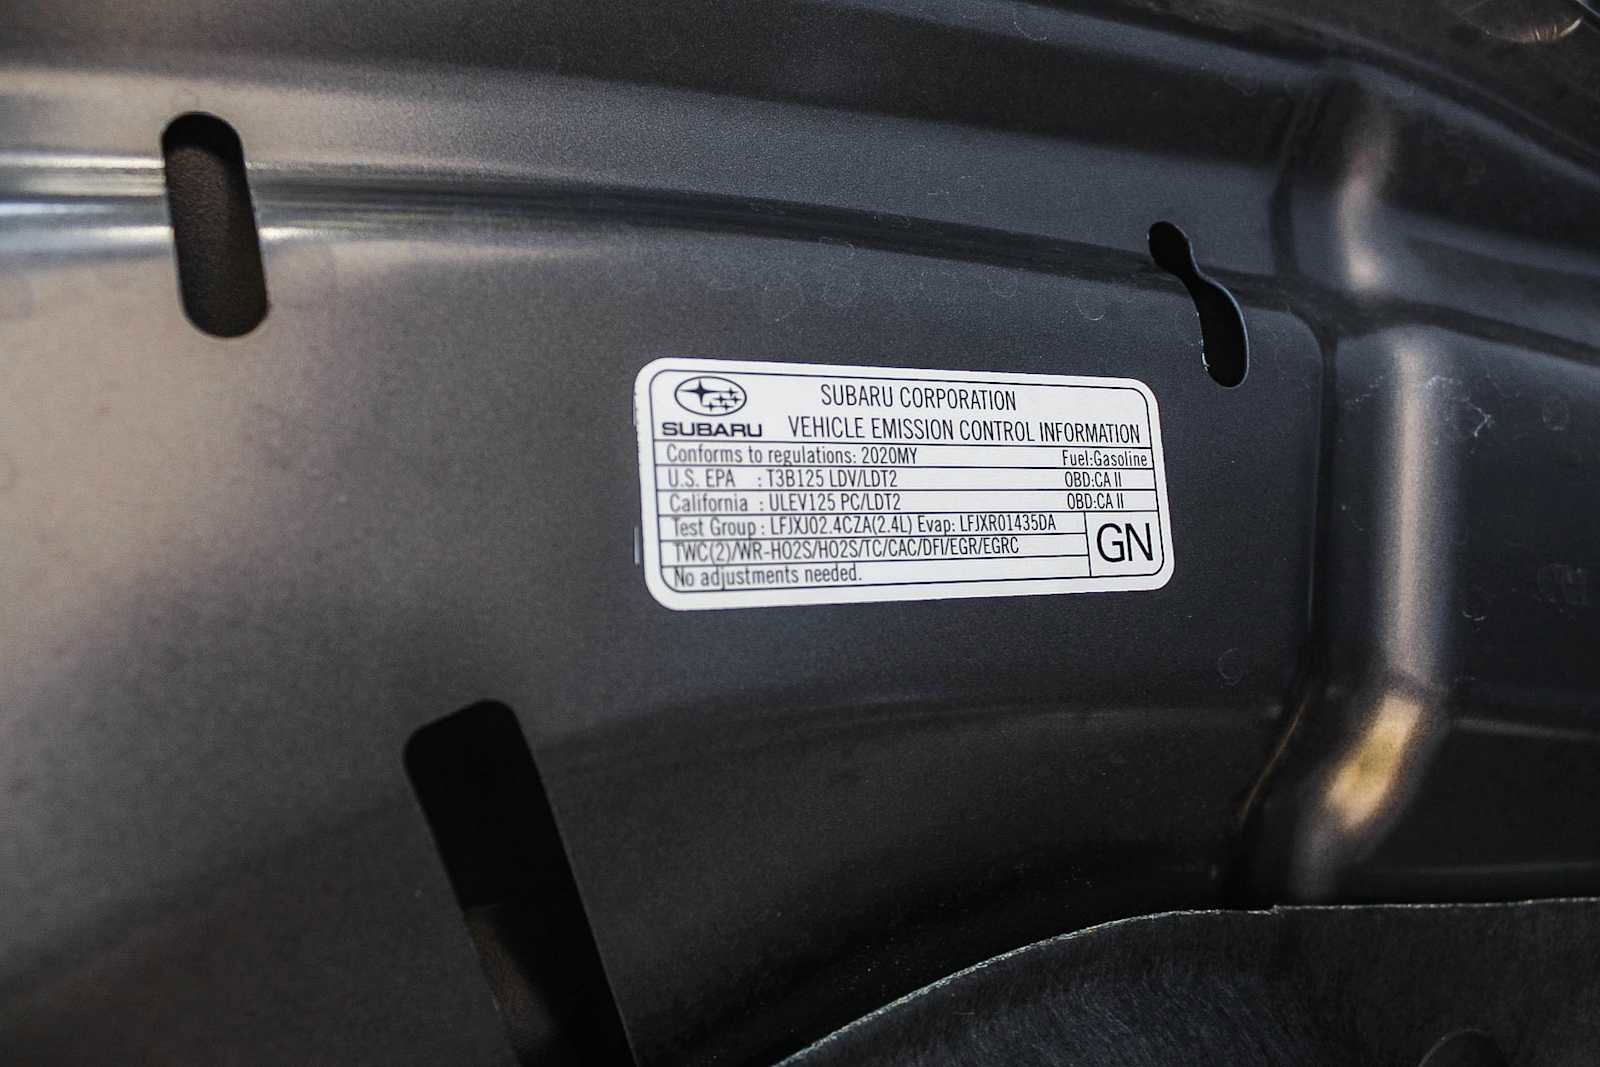 SUBARU CORPORATION
SUBARU VEHICLE EMISSION CONTROL INFORMATION
Conforms to regulations: 2020MY Fuel:Gasoline
U.S. EPA : T3B125 LDV/LDT2 OBD:CA II
California : ULEV125 PC/LDT2 OBD:CA II
Test Group : LFJXJ02.4CZA(2.4L) Evap: LFJXR01435DA
TWC(2)/WR-HO2S/HO2S/TC/CAC/DFI/EGR/EGRC
GN
No adjustments needed.